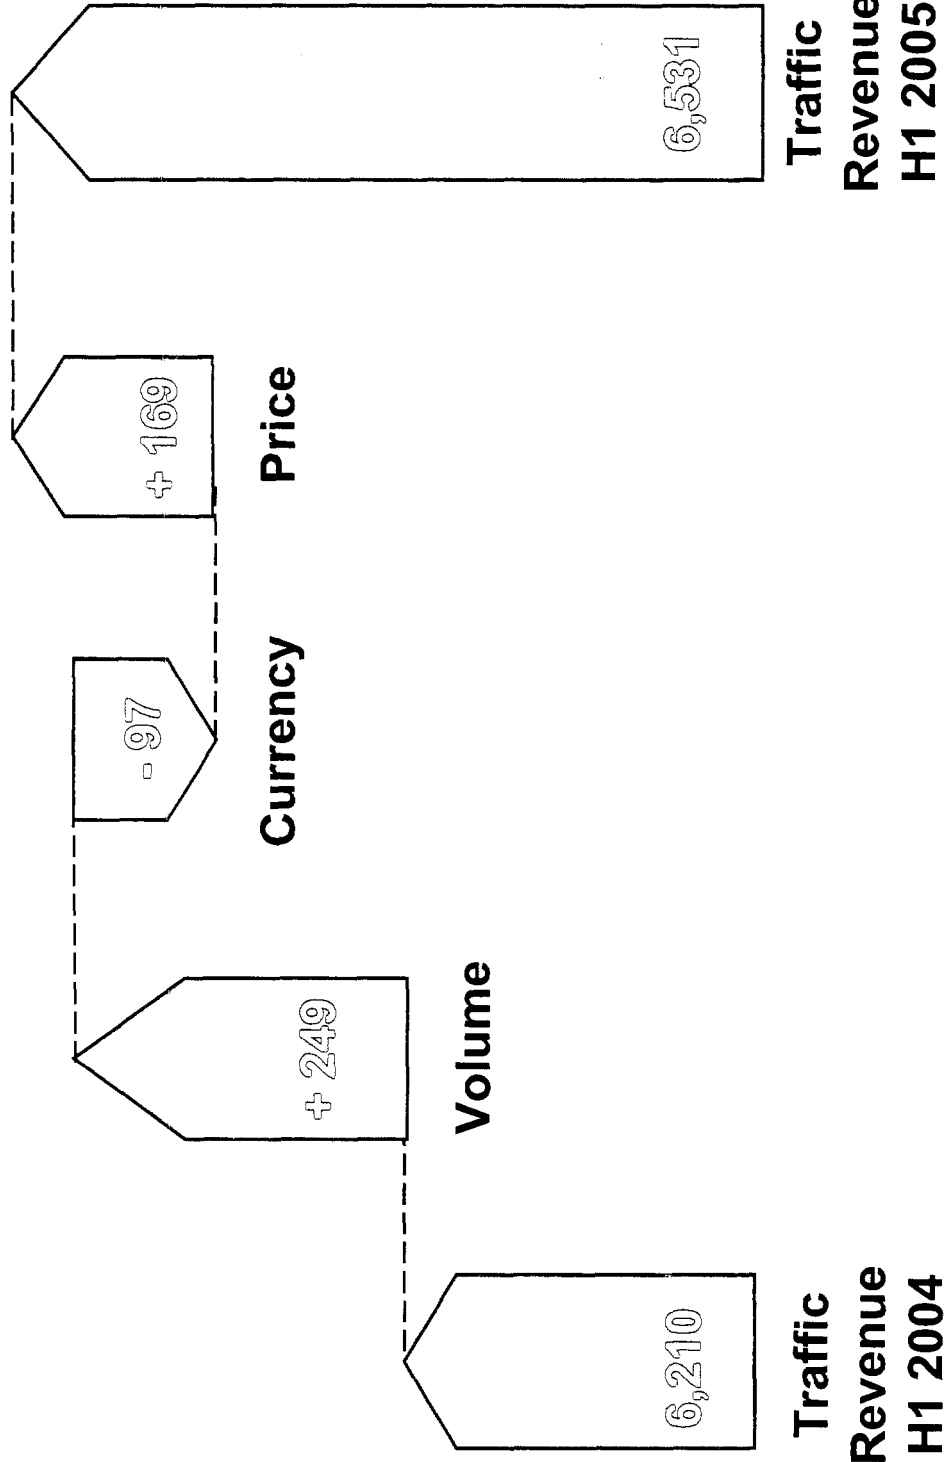 6,210
Traffic
Revenue
H1 2004
+ 249
Volume
- 97
Currency
+ 169
Price
6,531
Traffic
Revenue
H1 2005